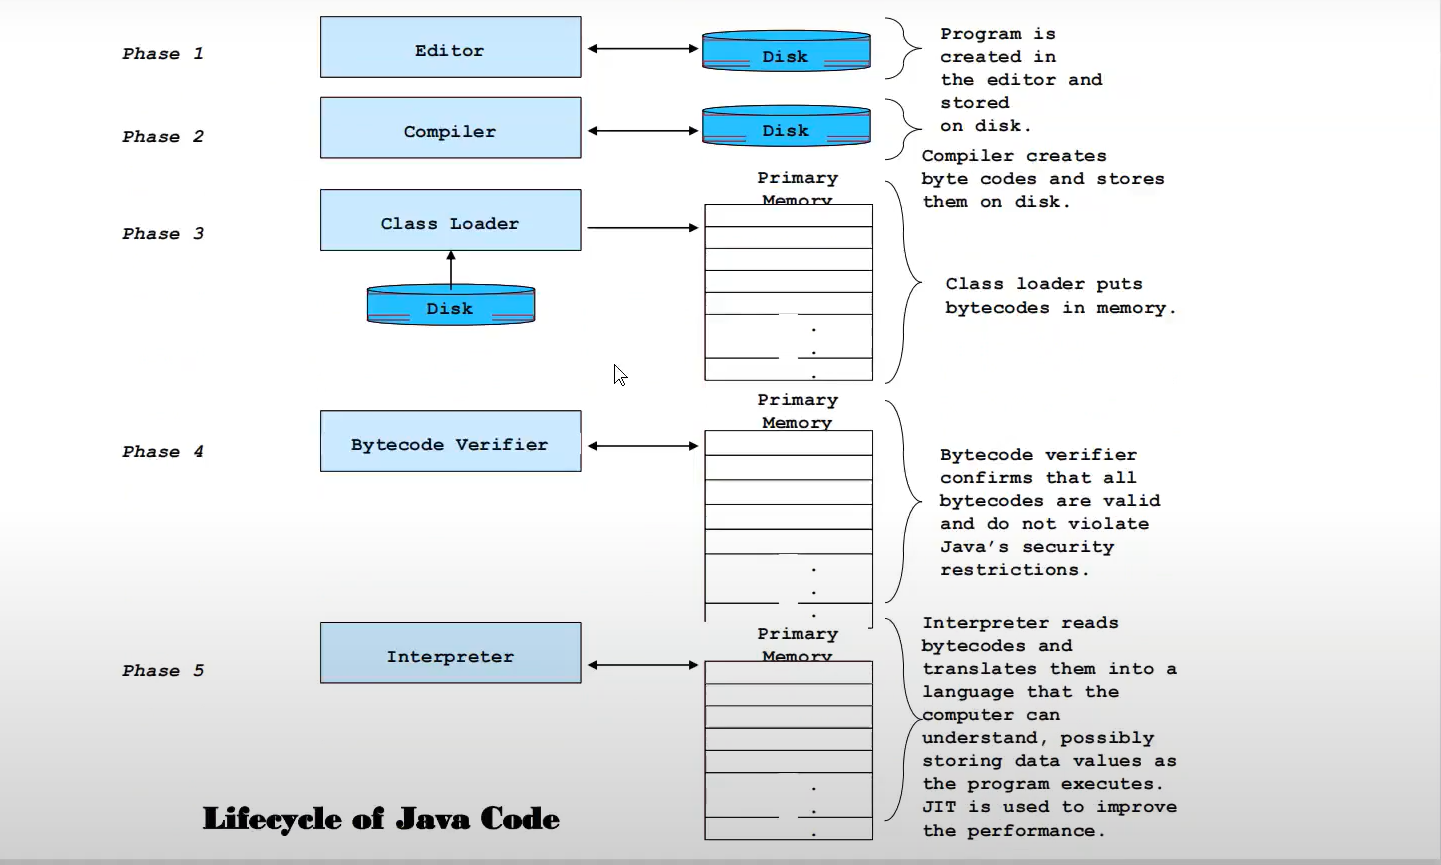 Phase 1
Editor
Disk
Program is
created in
the editor and
stored
on disk.
Phase 2
Compiler
Disk
Compiler creates
byte codes and stores
them on disk.
Phase 3
Class Loader
Disk
Primary
Memory
.
.
.
Class loader puts
bytecodes in memory.
Phase 4
Bytecode Verifier
Primary
Memory
.
.
.
Bytecode verifier
confirms that all
bytecodes are valid
and do not violate
Java’s security
restrictions.
Phase 5
Interpreter
Primary
Memory
.
.
.
Interpreter reads
bytecodes and
translates them into a
language that the
computer can
understand, possibly
storing data values as
the program executes.
JIT is used to improve
the performance.
Lifecycle of Java Code